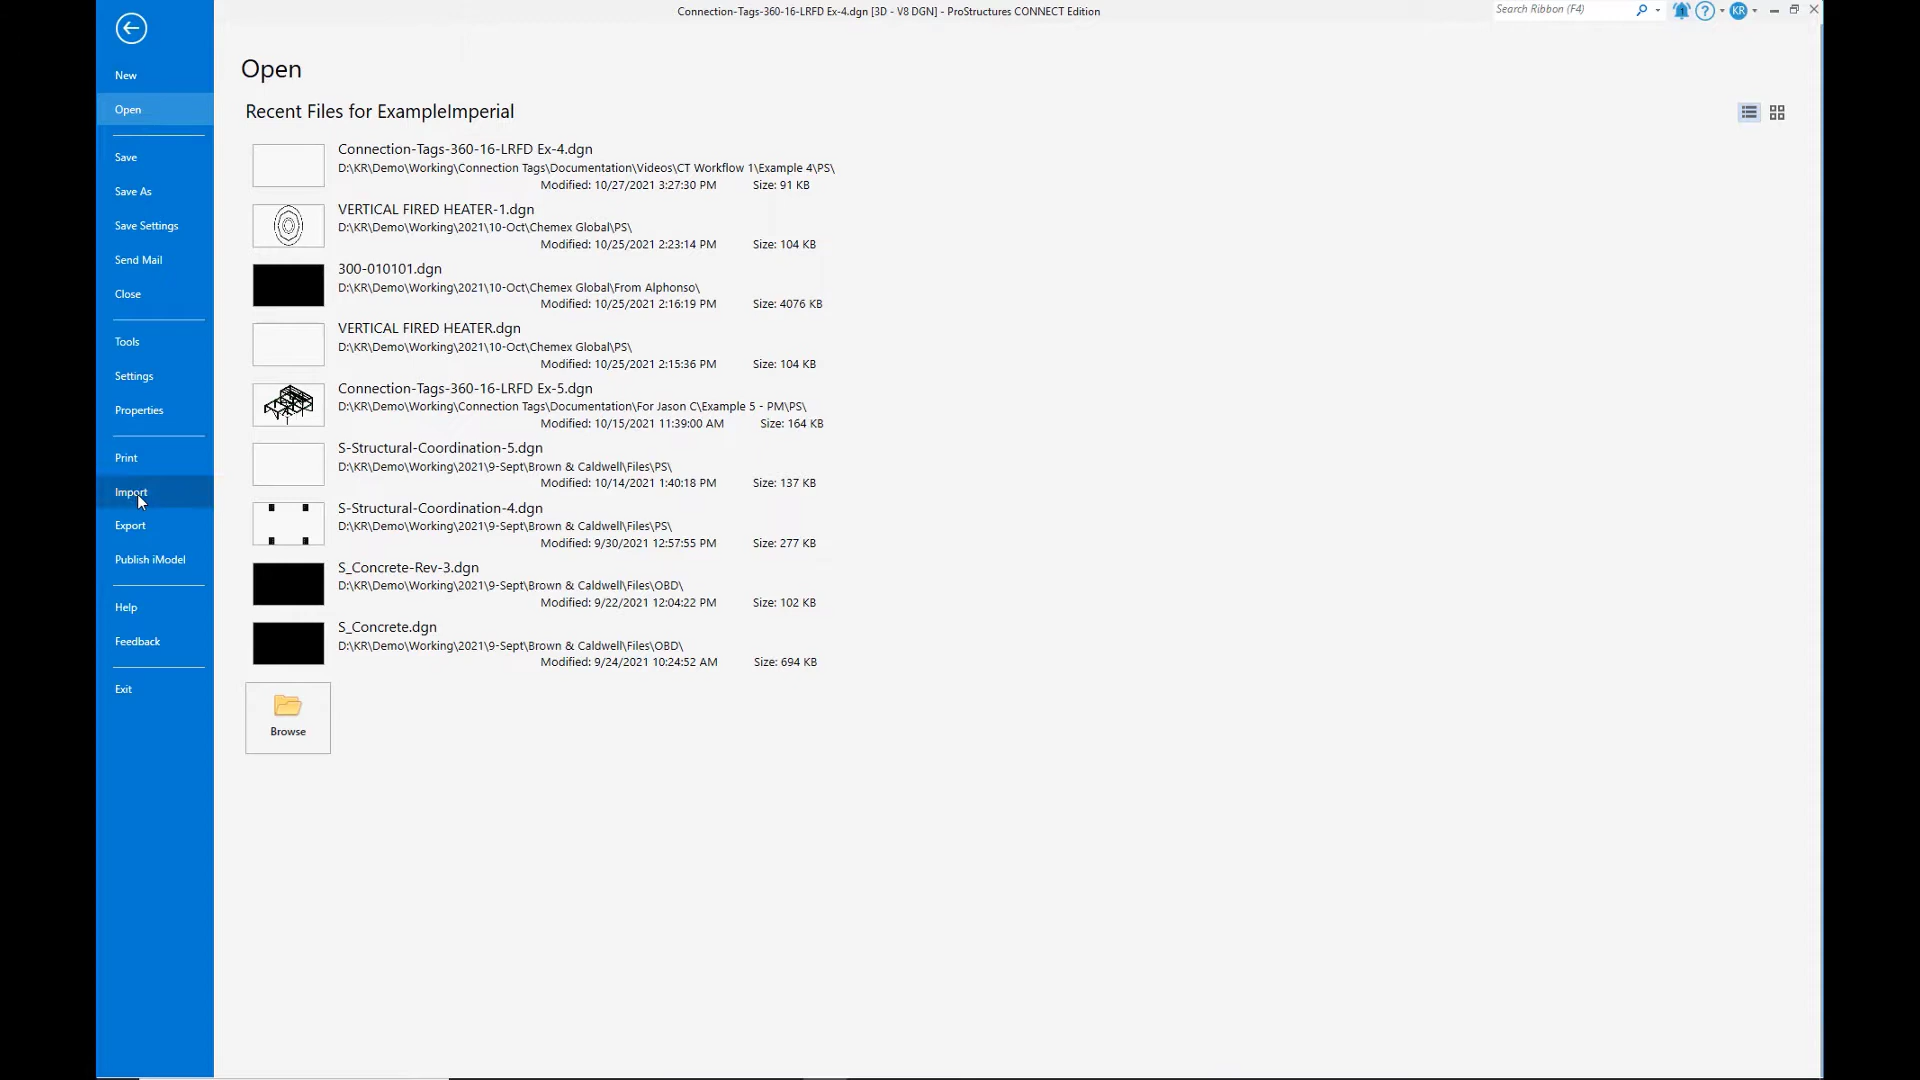 Connection-Tags-360-16-LRFD Ex-4.dgn [3D - V8 DGN] - ProStructures CONNECT Edition
Search Ribbon (F4)
KR
New
Open
Save
Save As
Save Settings
Send Mail
Close
Tools
Settings
Properties
Print
Import
Export
Publish iModel
Help
Feedback
Exit
Open
Recent Files for ExampleImperial
Connection-Tags-360-16-LRFD Ex-4.dgn
D:\KR\Demo\Working\Connection Tags\Documentation\Videos\CT Workflow 1\Example 4\PS\
Modified: 10/27/2021 3:27:30 PM Size: 91 KB
VERTICAL FIRED HEATER-1.dgn
D:\KR\Demo\Working\2021\10-Oct\Chemex Global\PS\
Modified: 10/25/2021 2:23:14 PM Size: 104 KB
300-010101.dgn
D:\KR\Demo\Working\2021\10-Oct\Chemex Global\From Alphonso\
Modified: 10/25/2021 2:16:19 PM Size: 4076 KB
VERTICAL FIRED HEATER.dgn
D:\KR\Demo\Working\2021\10-Oct\Chemex Global\PS\
Modified: 10/25/2021 2:15:36 PM Size: 104 KB
Connection-Tags-360-16-LRFD Ex-5.dgn
D:\KR\Demo\Working\Connection Tags\Documentation\For Jason C\Example 5 - PM\PS\
Modified: 10/15/2021 11:39:00 AM Size: 164 KB
S-Structural-Coordination-5.dgn
D:\KR\Demo\Working\2021\9-Sept\Brown & Caldwell\Files\PS\
Modified: 10/14/2021 1:40:18 PM Size: 137 KB
S-Structural-Coordination-4.dgn
D:\KR\Demo\Working\2021\9-Sept\Brown & Caldwell\Files\PS\
Modified: 9/30/2021 12:57:55 PM Size: 277 KB
S_Concrete-Rev-3.dgn
D:\KR\Demo\Working\2021\9-Sept\Brown & Caldwell\Files\OBD\
Modified: 9/22/2021 12:04:22 PM Size: 102 KB
S_Concrete.dgn
D:\KR\Demo\Working\2021\9-Sept\Brown & Caldwell\Files\OBD\
Modified: 9/24/2021 10:24:52 AM Size: 694 KB
Browse